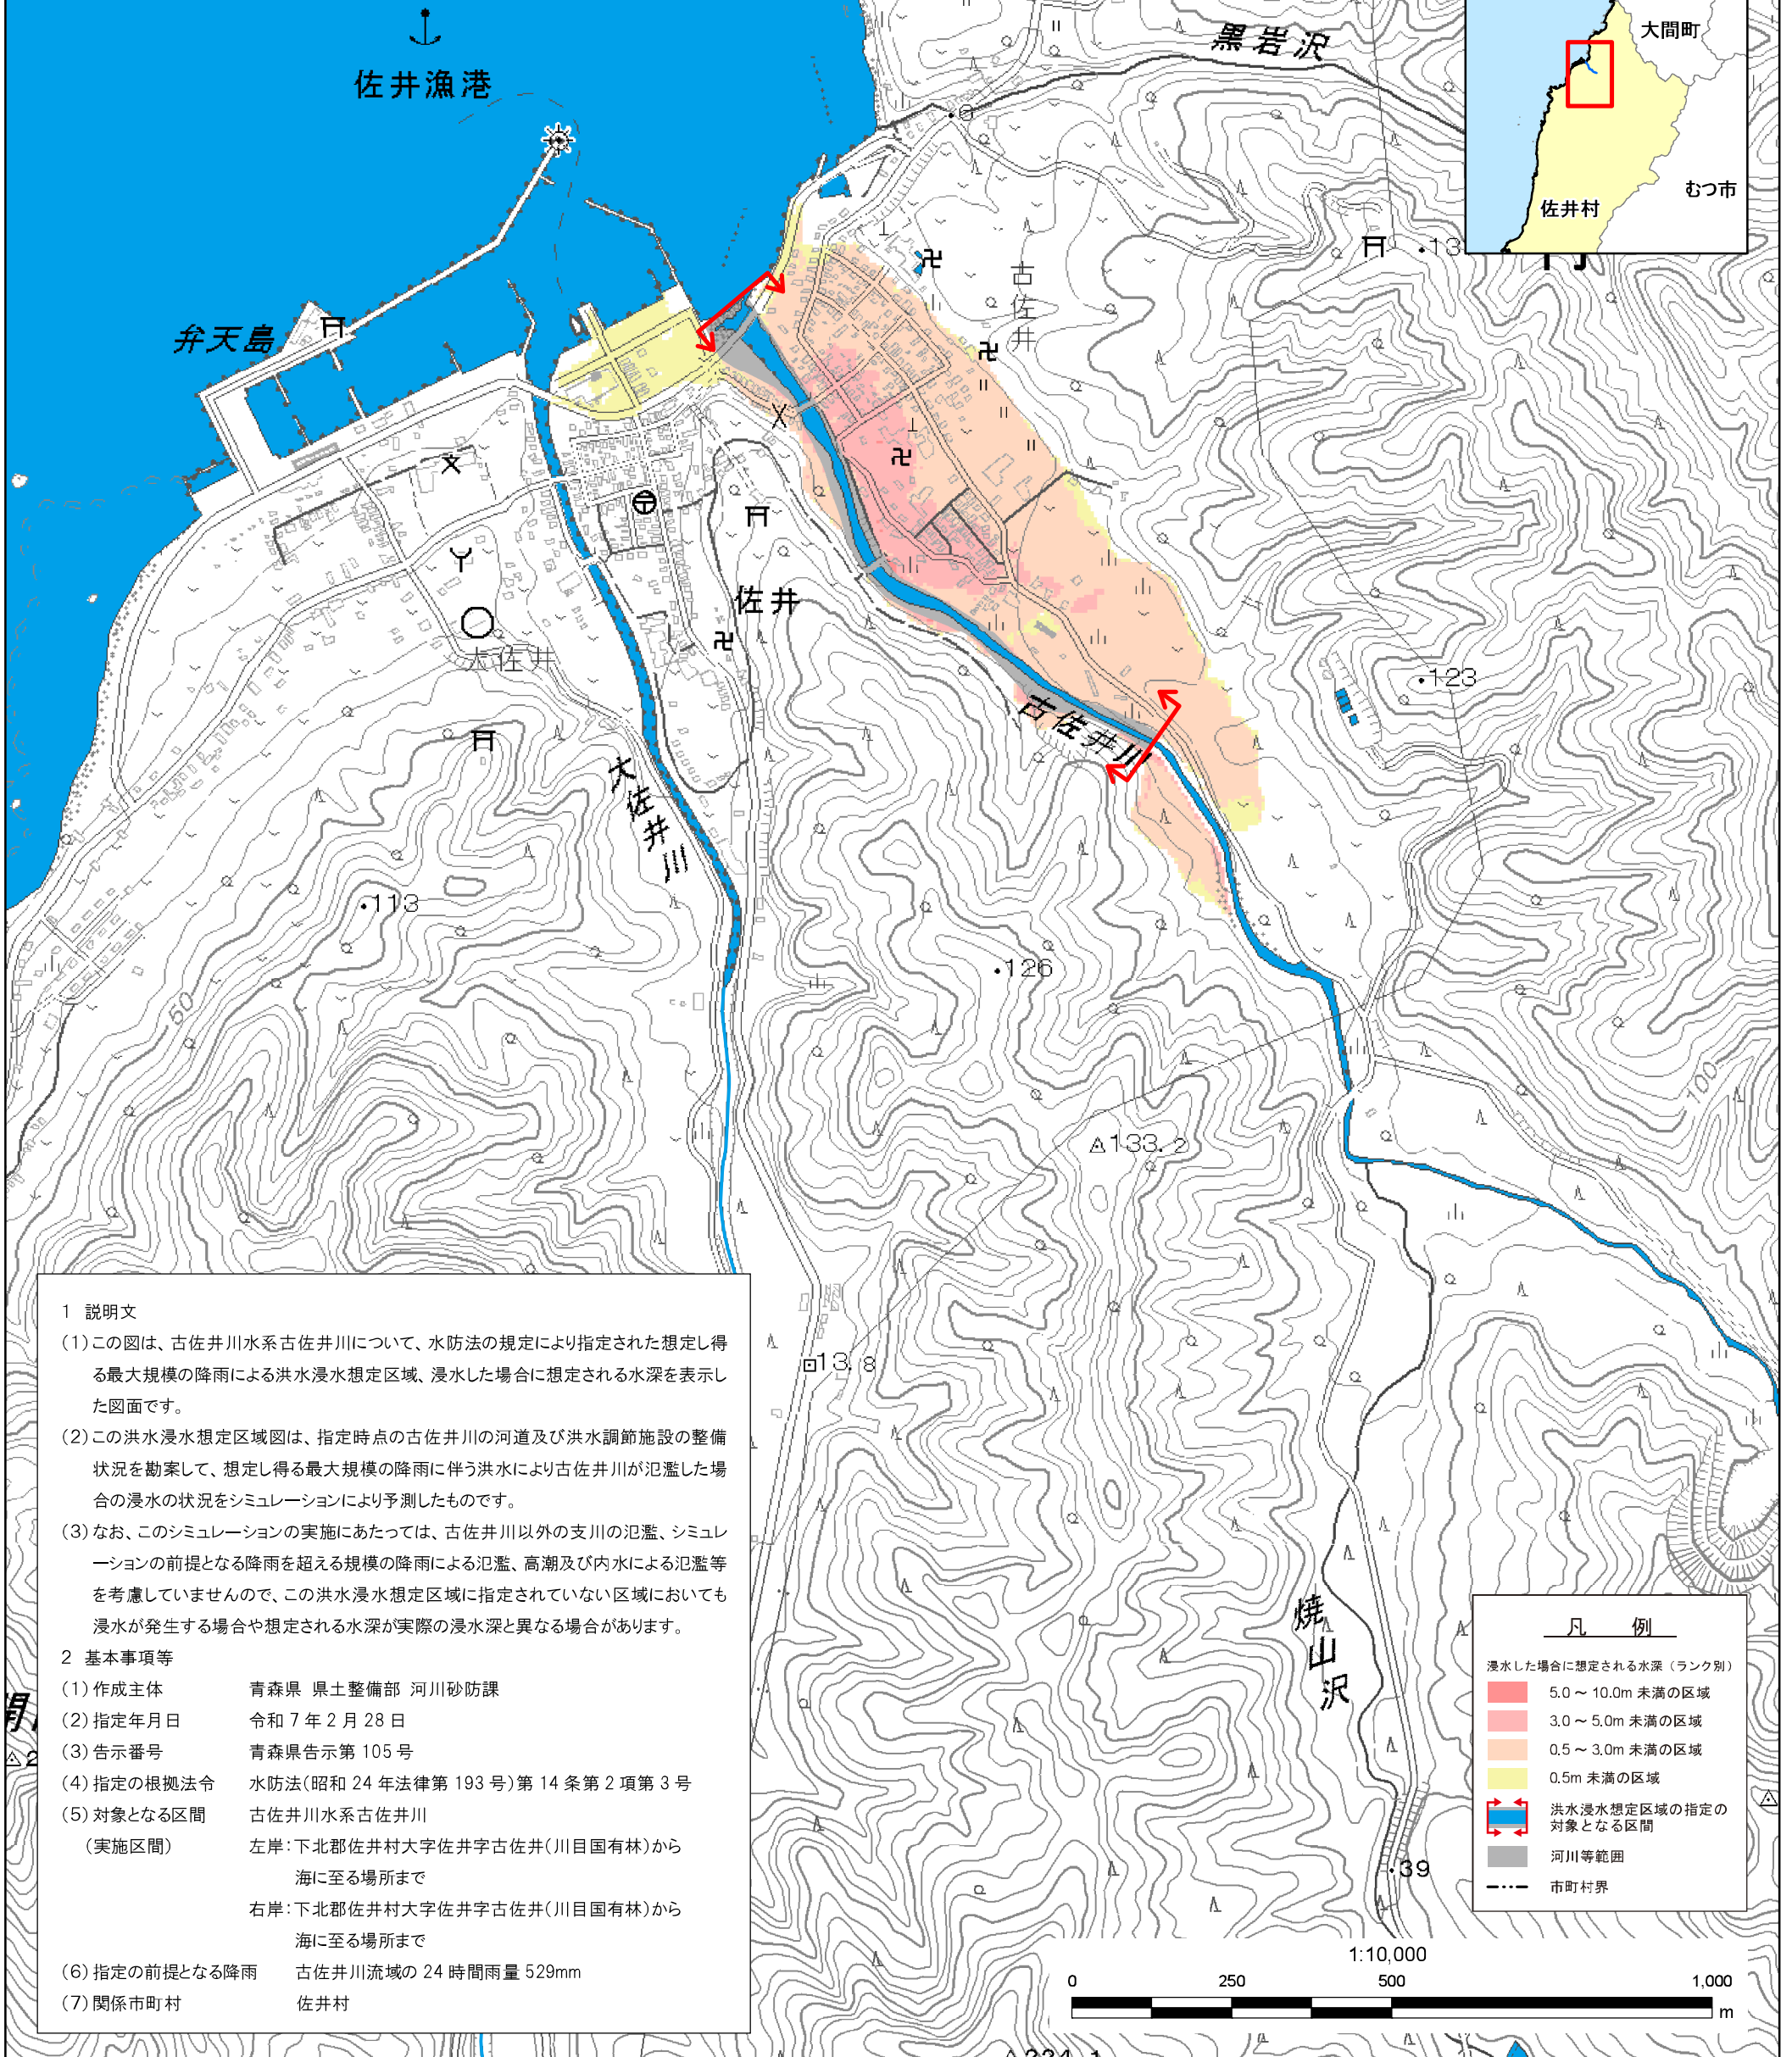 佐井漁港
黒岩沢
大間町
むつ市
佐井村
弁天島
古佐井
佐井
大佐井
古佐井川
大佐井川
123
113
126
50
100
133.2
13.8
焼山沢
39
1 説明文
(1)この図は、古佐井川水系古佐井川について、水防法の規定により指定された想定し得
る最大規模の降雨による洪水浸水想定区域、浸水した場合に想定される水深を表示し
た図面です。
(2)この洪水浸水想定区域図は、指定時点の古佐井川の河道及び洪水調節施設の整備
状況を勘案して、想定し得る最大規模の降雨に伴う洪水により古佐井川が氾濫した場
合の浸水の状況をシミュレーションにより予測したものです。
(3)なお、このシミュレーションの実施にあたっては、古佐井川以外の支川の氾濫、シミュレ
ーションの前提となる降雨を超える規模の降雨による氾濫、高潮及び内水による氾濫等
を考慮していませんので、この洪水浸水想定区域に指定されていない区域においても
浸水が発生する場合や想定される水深が実際の浸水深と異なる場合があります。
2 基本事項等
(1)作成主体 青森県 県土整備部 河川砂防課
(2)指定年月日 令和7年2月28日
(3)告示番号 青森県告示第105号
(4)指定の根拠法令 水防法(昭和24年法律第193号)第14条第2項第3号
(5)対象となる区間 古佐井川水系古佐井川
(実施区間) 左岸:下北郡佐井村大字佐井字古佐井(川目国有林)から
海に至る場所まで
右岸:下北郡佐井村大字佐井字古佐井(川目国有林)から
海に至る場所まで
(6)指定の前提となる降雨 古佐井川流域の24時間雨量529mm
(7)関係市町村 佐井村
凡 例
浸水した場合に想定される水深(ランク別)
5.0～10.0m未満の区域
3.0～5.0m未満の区域
0.5～3.0m未満の区域
0.5m未満の区域
洪水浸水想定区域の指定の
対象となる区間
河川等範囲
市町村界
1:10,000
0 250 500 1,000
m